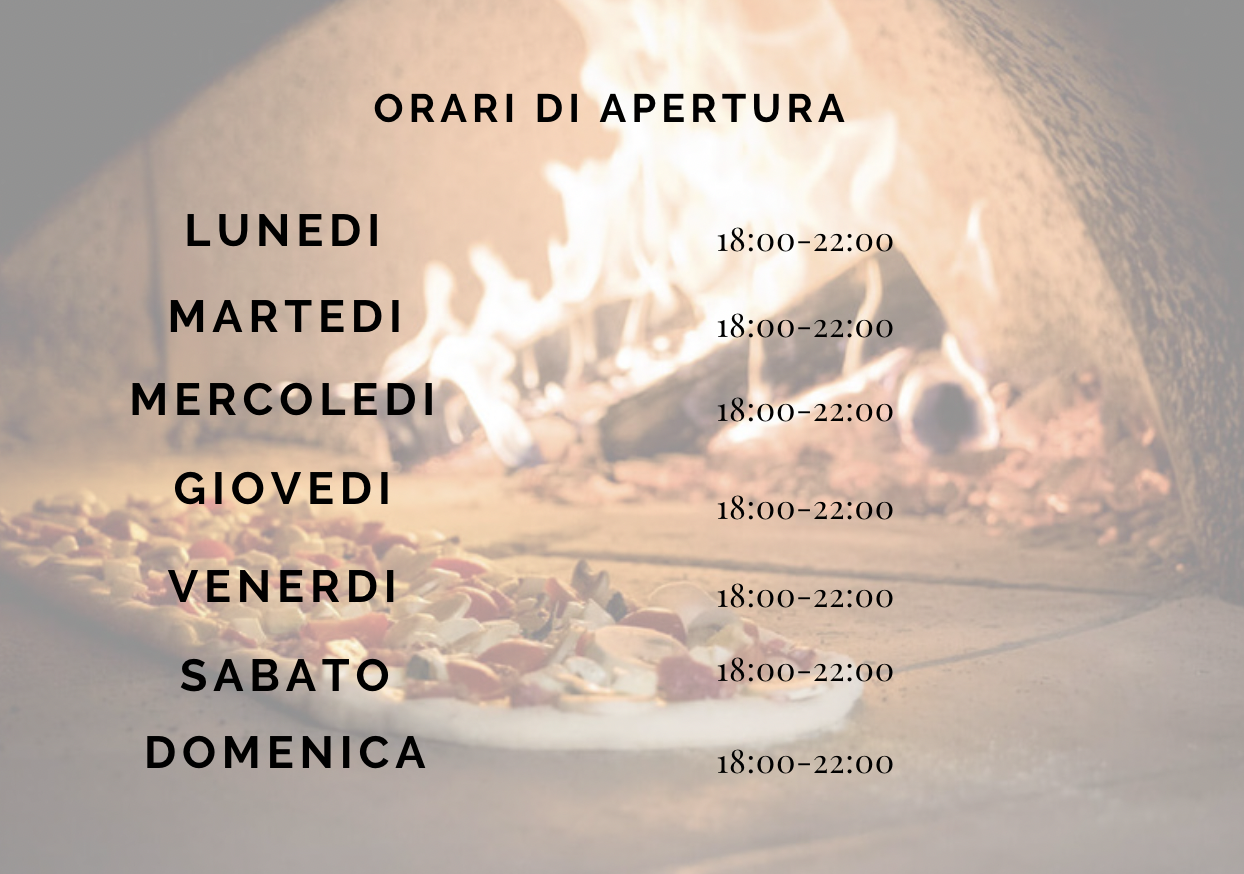 ORARI DI APERTURA
LUNEDI 18:00-22:00
MARTEDI 18:00-22:00
MERCOLEDI 18:00-22:00
GIOVEDI 18:00-22:00
VENERDI 18:00-22:00
SABATO 18:00-22:00
DOMENICA 18:00-22:00